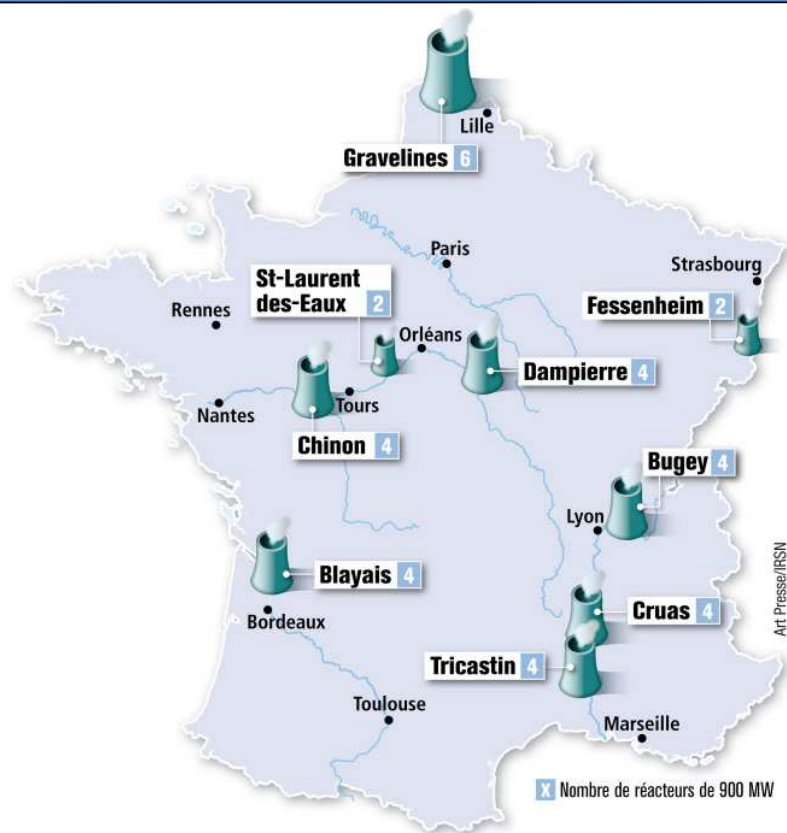 Lille
Gravelines 6
Paris
Strasbourg
St-Laurent
des-Eaux 2
Rennes
Fessenheim 2
Orléans
Dampierre 4
Nantes
Tours
Chinon 4
Bugey 4
Lyon
Blayais 4
Bordeaux
Cruas 4
Tricastin 4
Toulouse
Marseille
X Nombre de réacteurs de 900 MW
Art Presse/IRSN